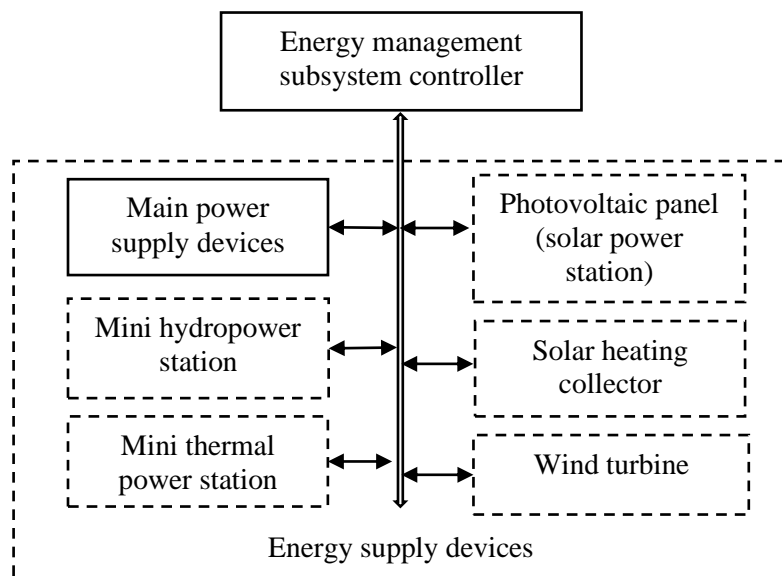 Energy management
subsystem controller
Main power
supply devices
Photovoltaic panel
(solar power
station)
Mini hydropower
station
Solar heating
collector
Mini thermal
power station
Wind turbine
Energy supply devices